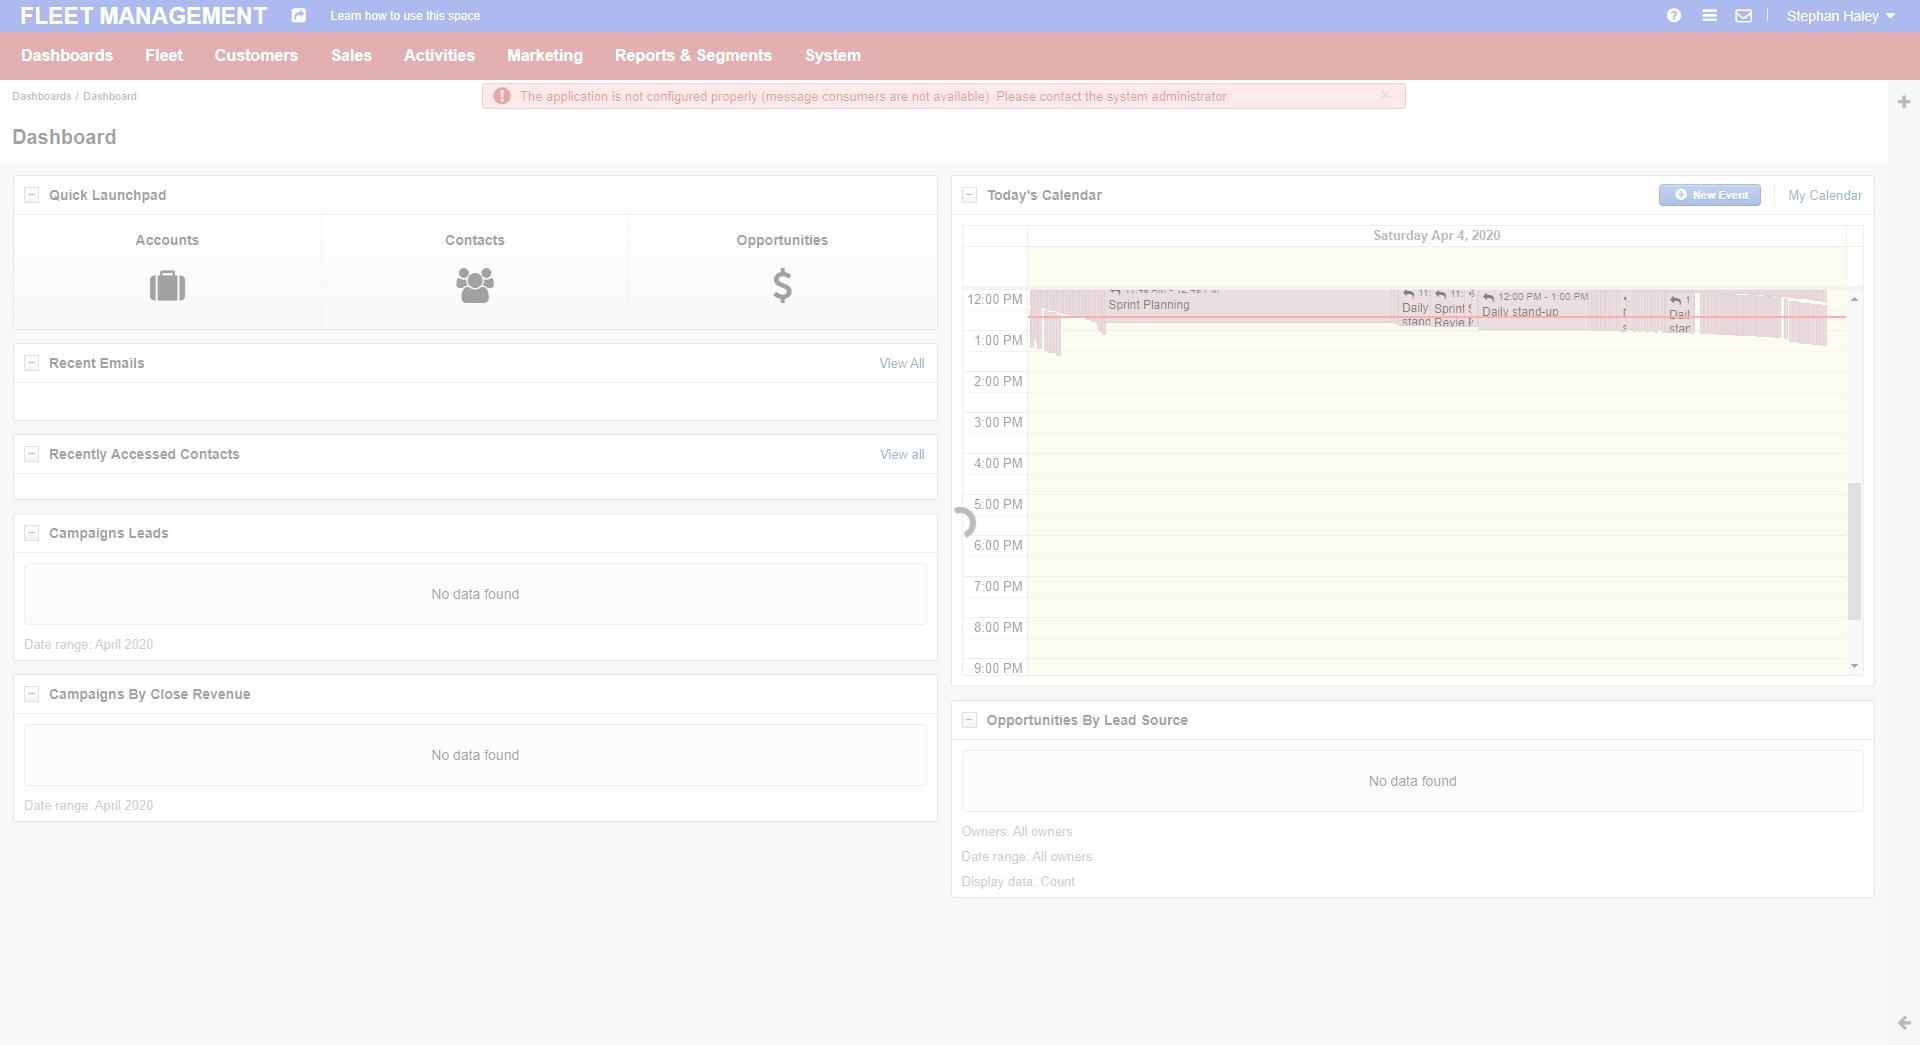 FLEET MANAGEMENT
Learn how to use this space
Stephan Haley
Dashboards Fleet Customers Sales Activities Marketing Reports & Segments System
Dashboards / Dashboard
The application is not configured properly (message consumers are not available). Please contact the system administrator.
Dashboard
Quick Launchpad
Accounts
Contacts
Opportunities
Recent Emails
View All
Recently Accessed Contacts
View all
Campaigns Leads
No data found
Date range: April 2020
Campaigns By Close Revenue
No data found
Date range: April 2020
Today's Calendar
New Event
My Calendar
Saturday Apr 4, 2020
12:00 PM
Sprint Planning
11:
Daily
stand
11:
Sprint
Revie
12:00 PM - 1:00 PM
Daily stand-up
1
Dail
stan
1:00 PM
2:00 PM
3:00 PM
4:00 PM
5:00 PM
6:00 PM
7:00 PM
8:00 PM
9:00 PM
Opportunities By Lead Source
No data found
Owners: All owners
Date range: All owners
Display data: Count